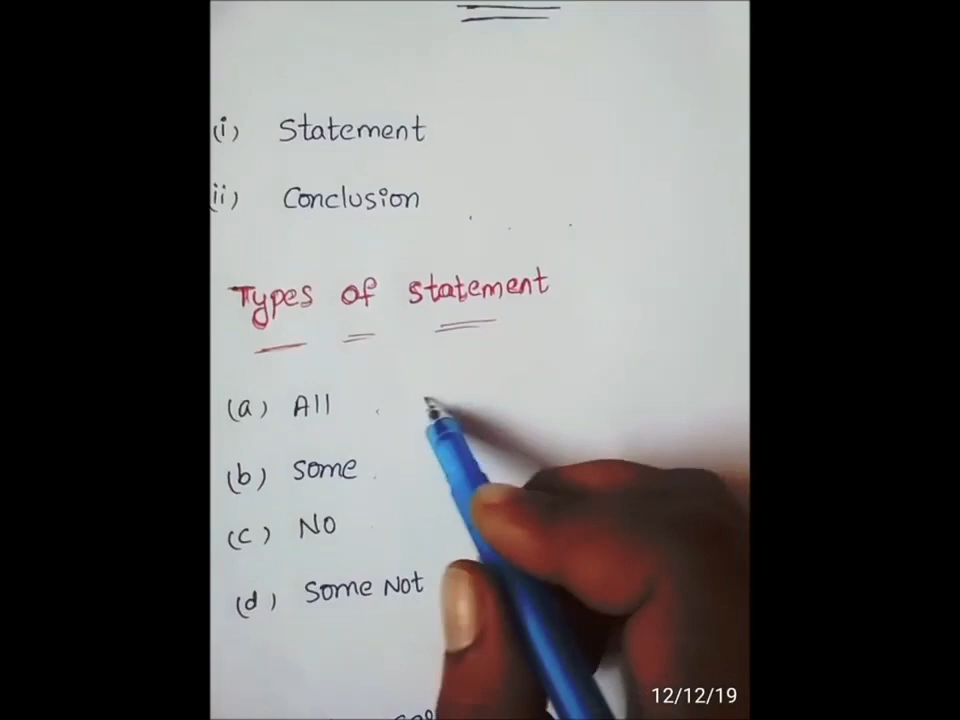 (i) Statement
(ii) Conclusion
Types of statement
(a) All
(b) some
(c) No
(d) Some Not
12/12/19